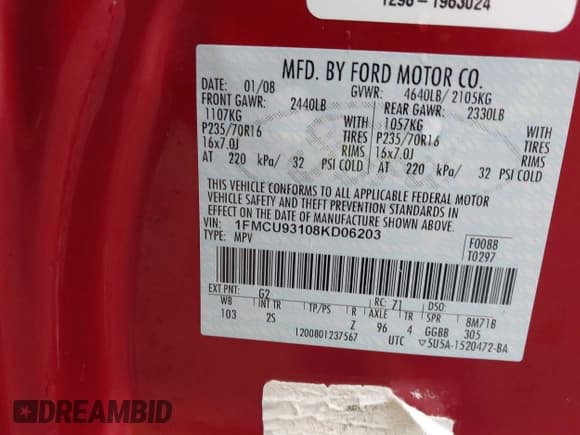 1296-1963024
MFD. BY FORD MOTOR CO.
DATE: 01/08 GVWR: 4640LB/ 2105KG
FRONT GAWR: 2440LB REAR GAWR: 2330LB
1107KG WITH 1057KG WITH
P235/70R16 TIRES P235/70R16 TIRES
16x7.0J RIMS 16x7.0J RIMS
AT 220 kPa/ 32 PSI COLD AT 220 kPa/ 32 PSI COLD
THIS VEHICLE CONFORMS TO ALL APPLICABLE FEDERAL MOTOR
VEHICLE SAFETY AND THEFT PREVENTION STANDARDS IN
EFFECT ON THE DATE OF MANUFACTURE SHOWN ABOVE.
VIN: 1FMCU93108KD06203
TYPE: MPV
F0088
T0297
EXT PNT: G2 RC: 71 DSO:
WB INT TR TP/PS R AXLE TR SPR 8M71B
103 2S Z 96 4 GGBB 305
1200801237567 UTC ▽5U5A-1520472-BA
DREAMBID